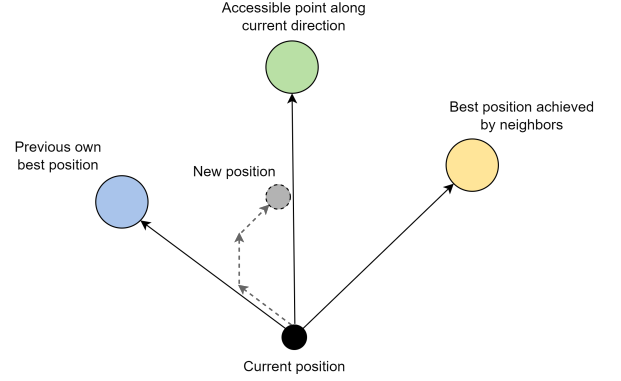 Accessible point along
current direction
Best position achieved
by neighbors
Previous own
best position
New position
Current position